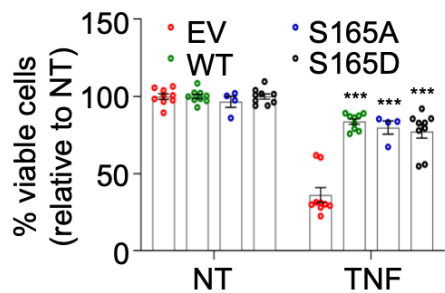 150
EV S165A
WT S165D
*** *** ***
100
50
0
% viable cells
(relative to NT)
NT TNF